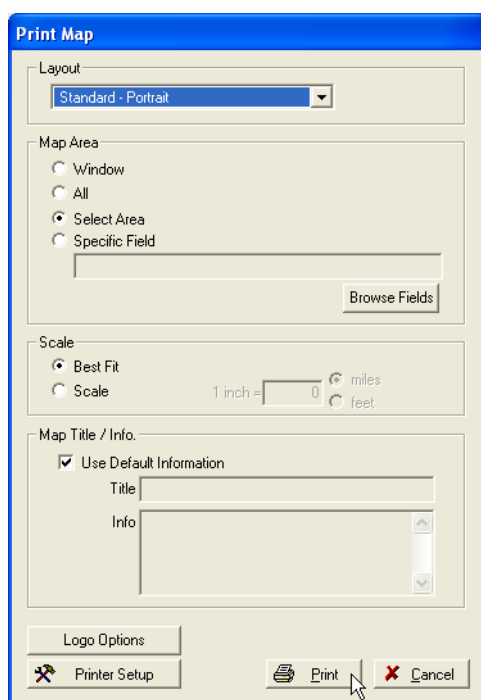 Print Map
Layout
Standard - Portrait
Map Area
Window
All
Select Area
Specific Field
Browse Fields
Scale
Best Fit
Scale 1 inch = 0 miles
feet
Map Title / Info.
Use Default Information
Title
Info
Logo Options
Printer Setup Print Cancel